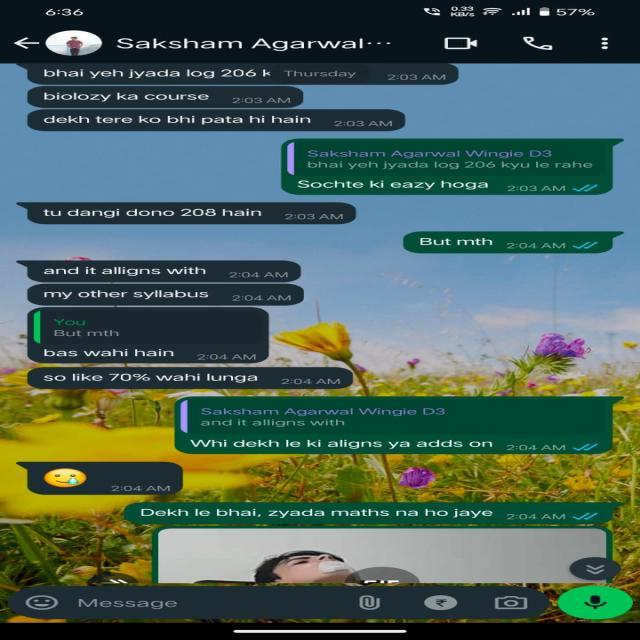 6:36
0.33 KB/s 57%
Saksham Agarwal...
Thursday
bhai yeh jyada log 206 k 2:03 AM
biolozy ka course 2:03 AM
dekh tere ko bhi pata hi hain 2:03 AM
Saksham Agarwal Wingie D3
bhai yeh jyada log 206 kyu le rahe
Sochte ki eazy hoga 2:03 AM
tu dangi dono 208 hain 2:03 AM
But mth 2:04 AM
and it alligns with 2:04 AM
my other syllabus 2:04 AM
You
But mth
bas wahi hain 2:04 AM
so like 70% wahi lunga 2:04 AM
Saksham Agarwal Wingie D3
and it alligns with
Whi dekh le ki aligns ya adds on 2:04 AM
2:04 AM
Dekh le bhai, zyada maths na ho jaye 2:04 AM
Message